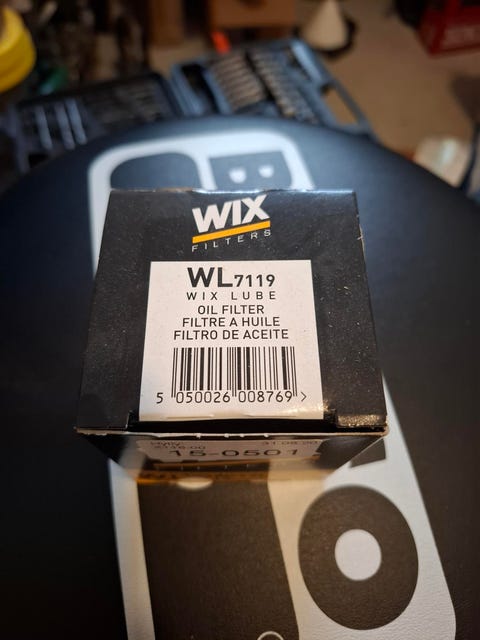 WIX
FILTERS
WL7119
WIX LUBE
OIL FILTER
FILTRE A HUILE
FILTRO DE ACEITE
5 050026 008769 >
15-0501